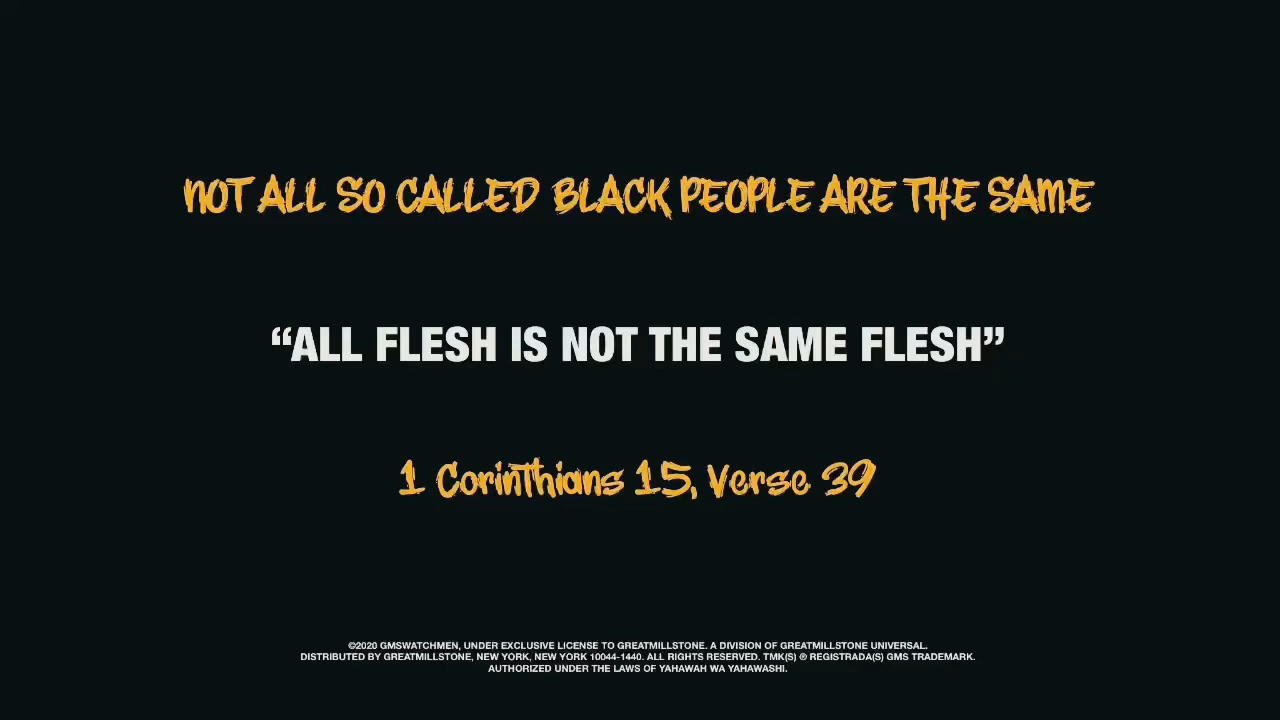 NOT ALL SO CALLED BLACK PEOPLE ARE THE SAME
“ALL FLESH IS NOT THE SAME FLESH”
1 Corinthians 15, Verse 39
©2020 GMSWATCHMEN, UNDER EXCLUSIVE LICENSE TO GREATMILLSTONE. A DIVISION OF GREATMILLSTONE UNIVERSAL.
DISTRIBUTED BY GREATMILLSTONE, NEW YORK, NEW YORK 10044-1440. ALL RIGHTS RESERVED. TMK(S) ® REGISTRADA(S) GMS TRADEMARK.
AUTHORIZED UNDER THE LAWS OF YAHAWAH WA YAHAWASHI.